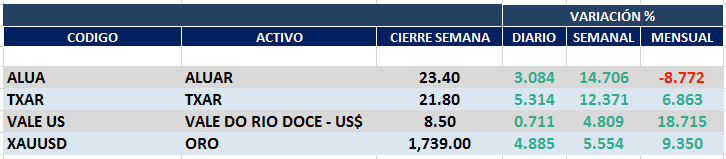 VARIACIÓN %
CODIGO ACTIVO CIERRE SEMANA DIARIO SEMANAL MENSUAL
ALUA ALUAR 23.40 3.084 14.706 -8.772
TXAR TXAR 21.80 5.314 12.371 6.863
VALE US VALE DO RIO DOCE - US$ 8.50 0.711 4.809 18.715
XAUUSD ORO 1,739.00 4.885 5.554 9.350